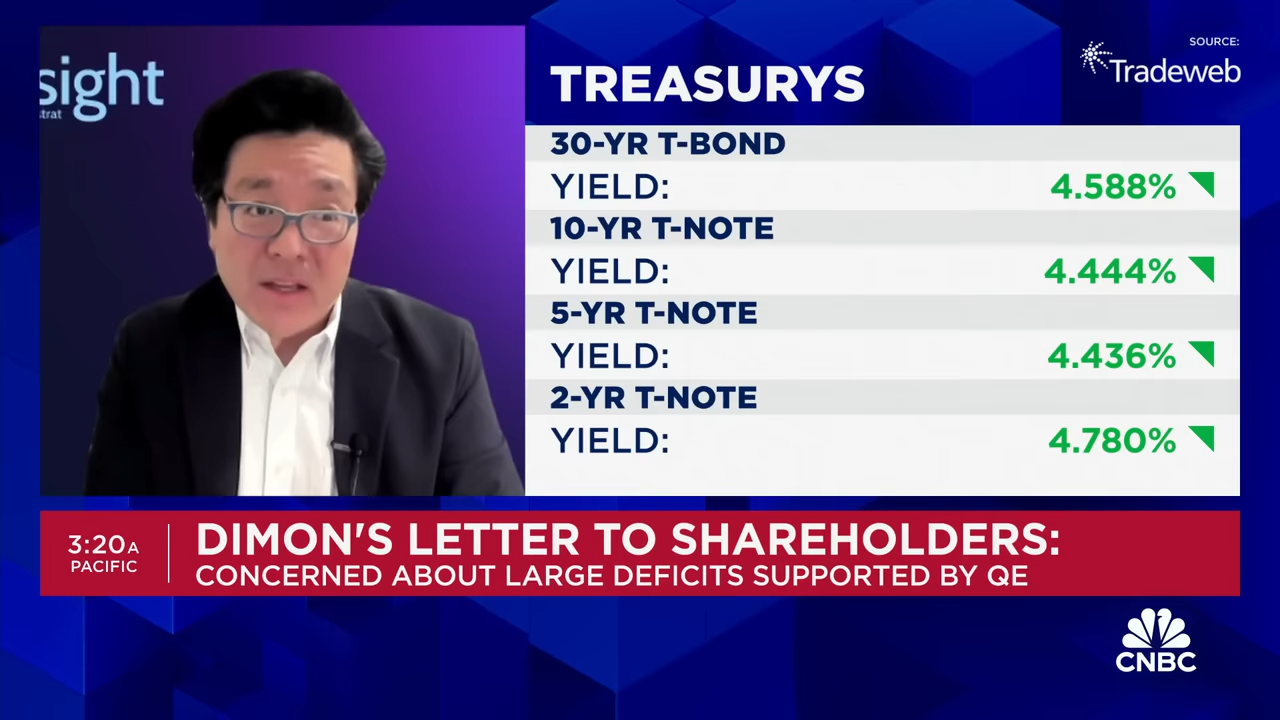 sight
strat
TREASURYS
SOURCE:
Tradeweb
30-YR T-BOND
YIELD: 4.588%
10-YR T-NOTE
YIELD: 4.444%
5-YR T-NOTE
YIELD: 4.436%
2-YR T-NOTE
YIELD: 4.780%
3:20A
PACIFIC
DIMON'S LETTER TO SHAREHOLDERS:
CONCERNED ABOUT LARGE DEFICITS SUPPORTED BY QE
CNBC